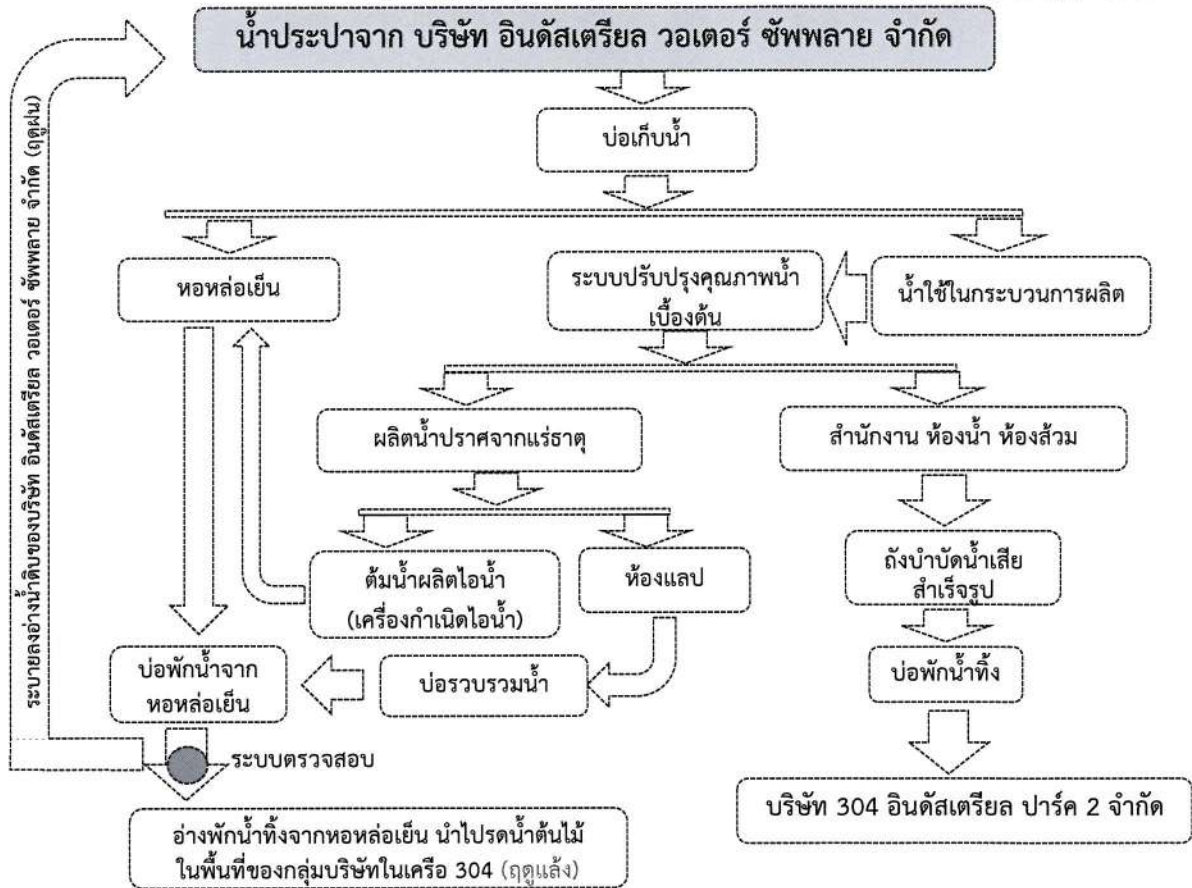 น้ำประปาจาก บริษัท อินดัสเตรียล วอเตอร์ ซัพพลาย จำกัด
บ่อเก็บน้ำ
หอหล่อเย็น
ระบบปรับปรุงคุณภาพน้ำ
เบื้องต้น
น้ำใช้ในกระบวนการผลิต
ผลิตน้ำปราศจากแร่ธาตุ
สำนักงาน ห้องน้ำ ห้องส้วม
ต้มน้ำผลิตไอน้ำ
(เครื่องกำเนิดไอน้ำ)
ห้องแลป
ถังบำบัดน้ำเสีย
สำเร็จรูป
บ่อพักน้ำจาก
หอหล่อเย็น
บ่อรวบรวมน้ำ
บ่อพักน้ำทิ้ง
ระบบตรวจสอบ
บริษัท 304 อินดัสเตรียล ปาร์ค 2 จำกัด
อ่างพักน้ำทิ้งจากหอหล่อเย็น นำไปรดน้ำต้นไม้
ในพื้นที่ของกลุ่มบริษัทในเครือ 304 (ฤดูแล้ง)
ระบายลงอ่างน้ำดิบของบริษัท อินดัสเตรียล วอเตอร์ ซัพพลาย จำกัด (ฤดูฝน)